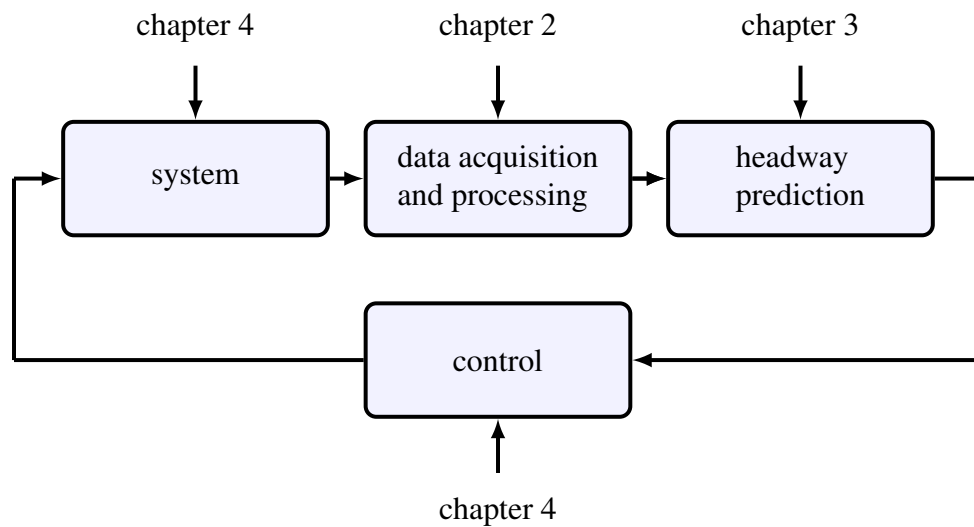 chapter 4
chapter 2
chapter 3
system
data acquisition
and processing
headway
prediction
control
chapter 4